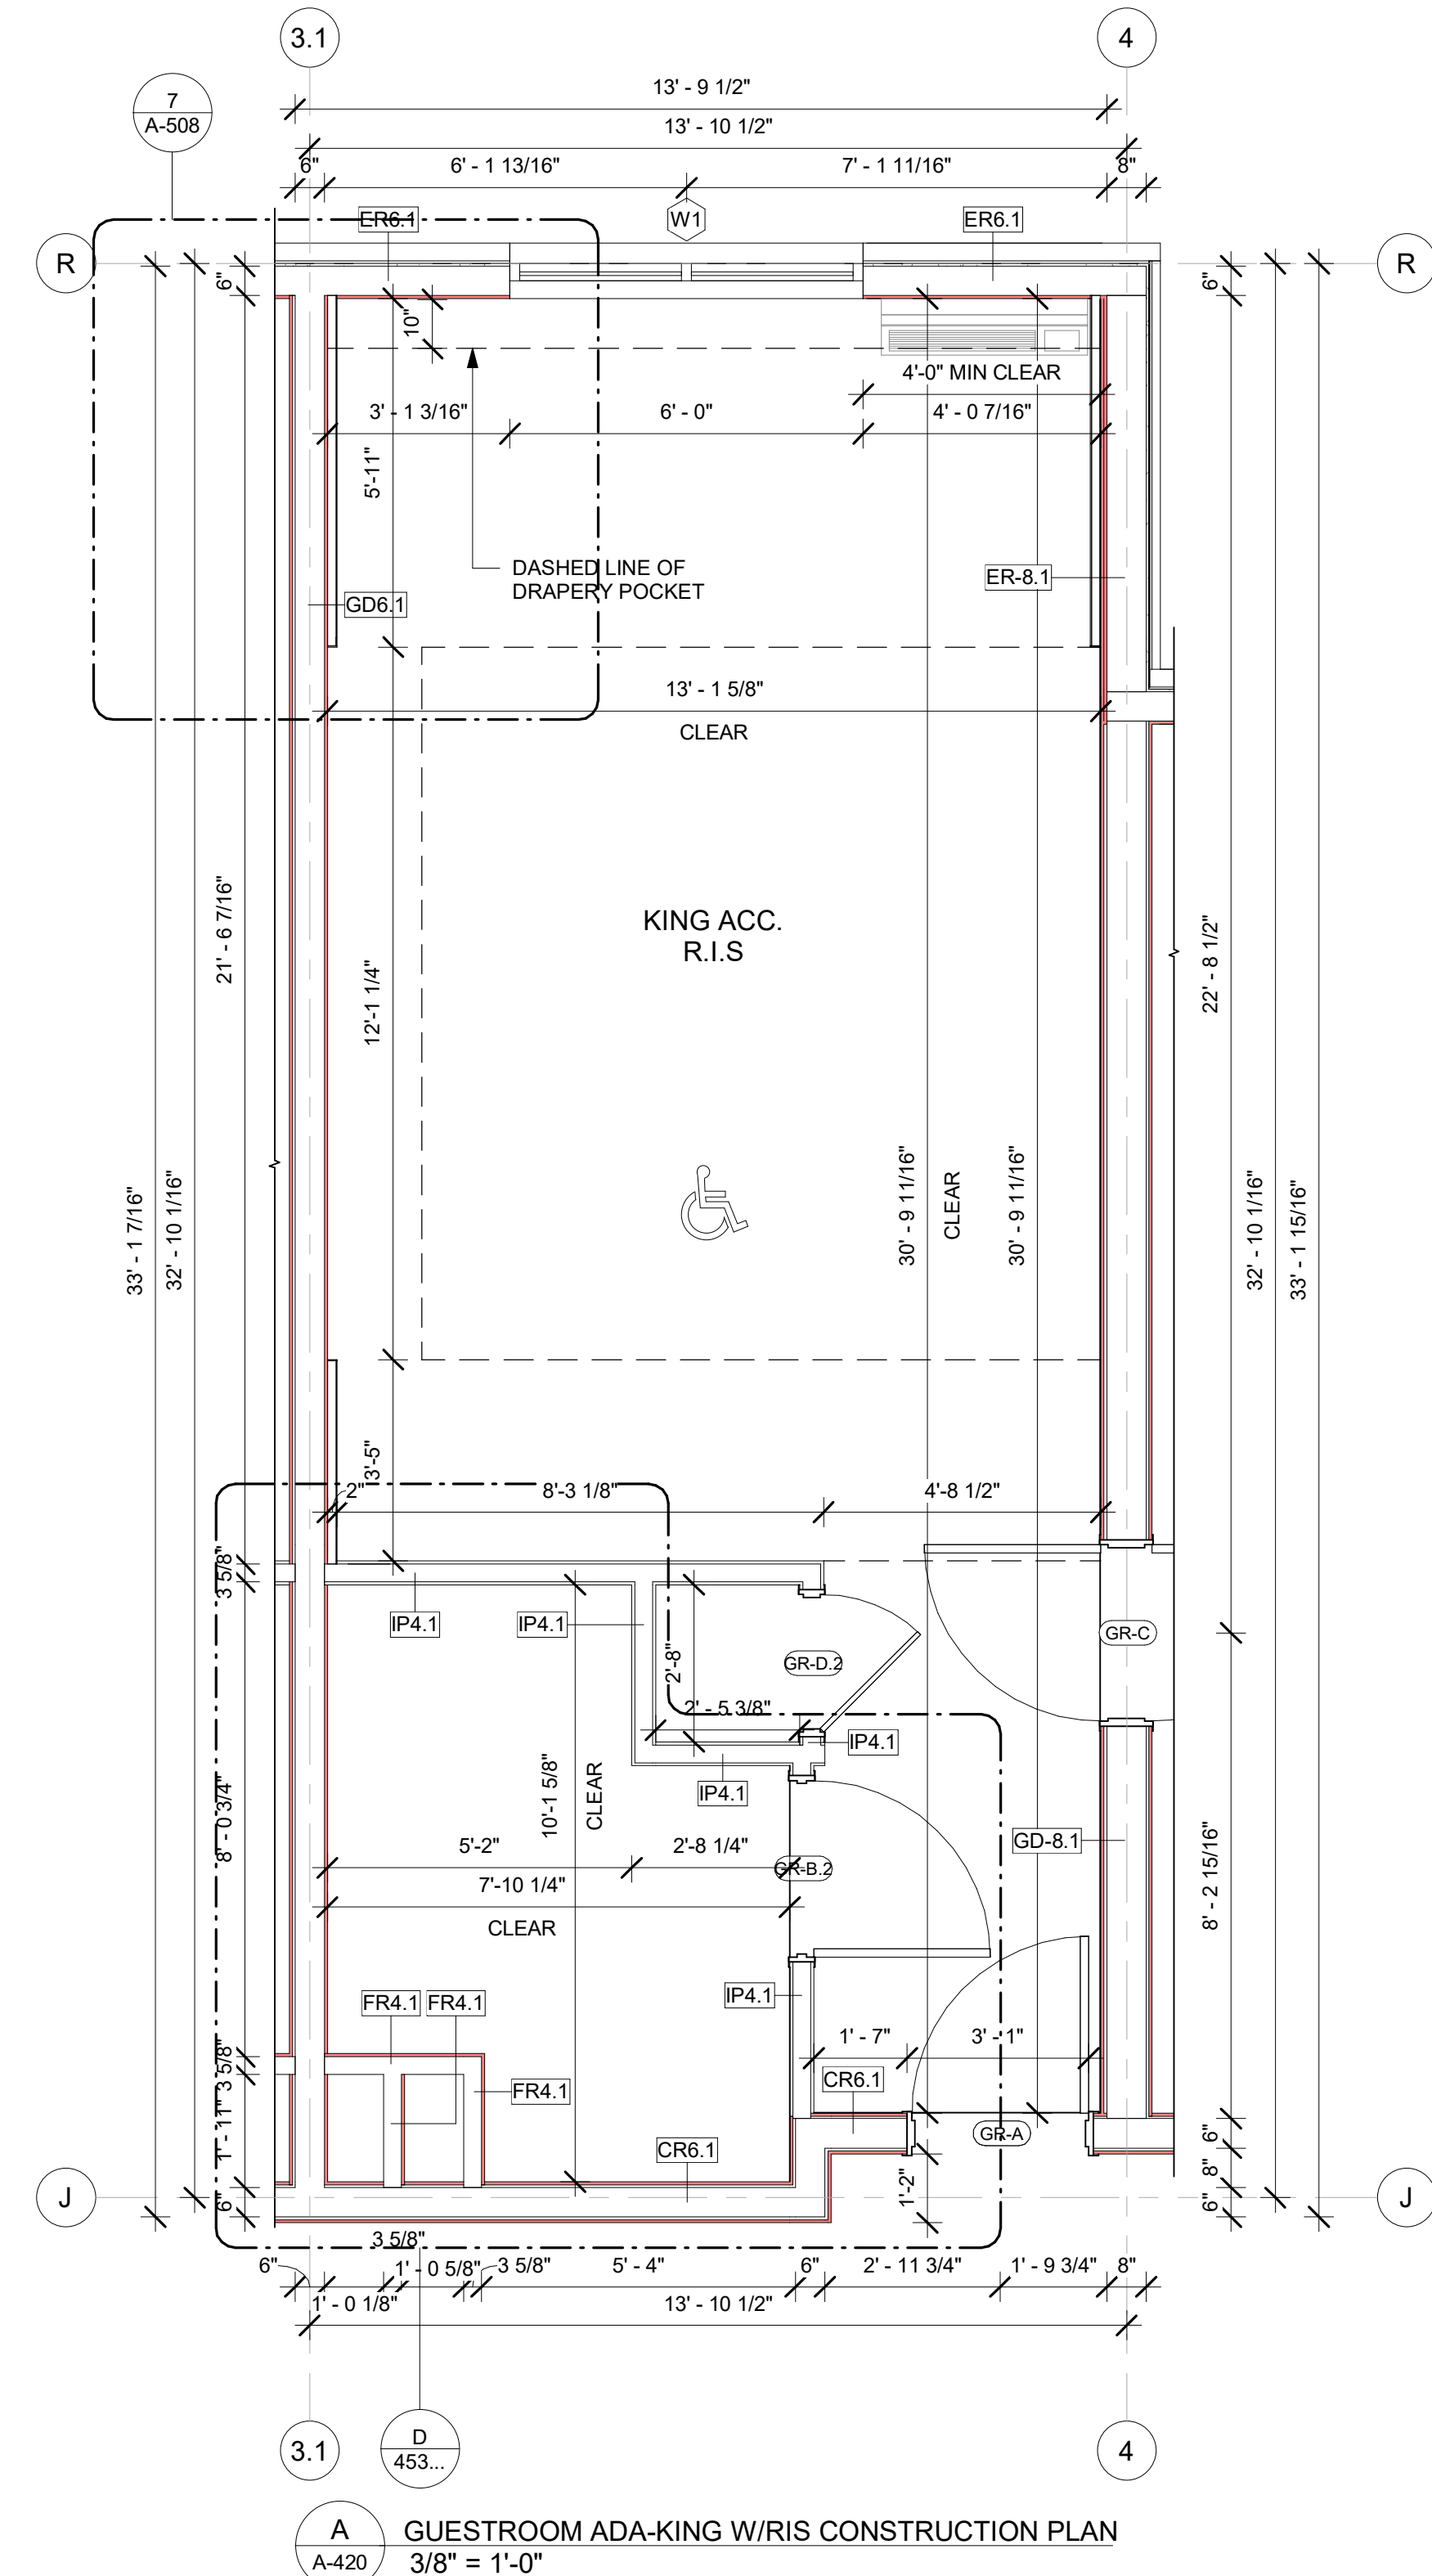 3.1
4
13' - 9 1/2"
7
A-508
13' - 10 1/2"
6"
6' - 1 13/16"
7' - 1 11/16"
8"
ER6.1
W1
ER6.1
R
R
6"
6"
10"
4'-0" MIN CLEAR
3' - 1 3/16"
6' - 0"
4' - 0 7/16"
5'-11"
DASHED LINE OF
DRAPERY POCKET
ER-8.1
GD6.1
13' - 1 5/8"
CLEAR
KING ACC.
R.I.S
21' - 6 7/16"
22' - 8 1/2"
12'-1 1/4"
33' - 1 7/16"
32' - 10 1/16"
30' - 9 11/16"
CLEAR
30' - 9 11/16"
32' - 10 1/16"
33' - 1 15/16"
3'-5"
2"
8'-3 1/8"
4'-8 1/2"
3 5/8"
IP4.1
IP4.1
GR-C
2'-8"
GR-D.2
2' - 5 3/8"
IP4.1
IP4.1
10'-1 5/8"
CLEAR
8' - 0 3/4"
GD-8.1
5'-2"
2'-8 1/4"
GR-B.2
7'-10 1/4"
CLEAR
8' - 2 15/16"
IP4.1
FR4.1
FR4.1
1' - 7"
3' - 1"
3 5/8"
CR6.1
FR4.1
1' - 11"
GR-A
6"
CR6.1
8"
J
1'-2"
J
6"
6"
3 5/8"
6"
1' - 0 5/8"
3 5/8"
5' - 4"
6"
2' - 11 3/4"
1' - 9 3/4"
8"
1' - 0 1/8"
13' - 10 1/2"
3.1
D
453...
4
A
A-420
GUESTROOM ADA-KING W/RIS CONSTRUCTION PLAN
3/8" = 1'-0"